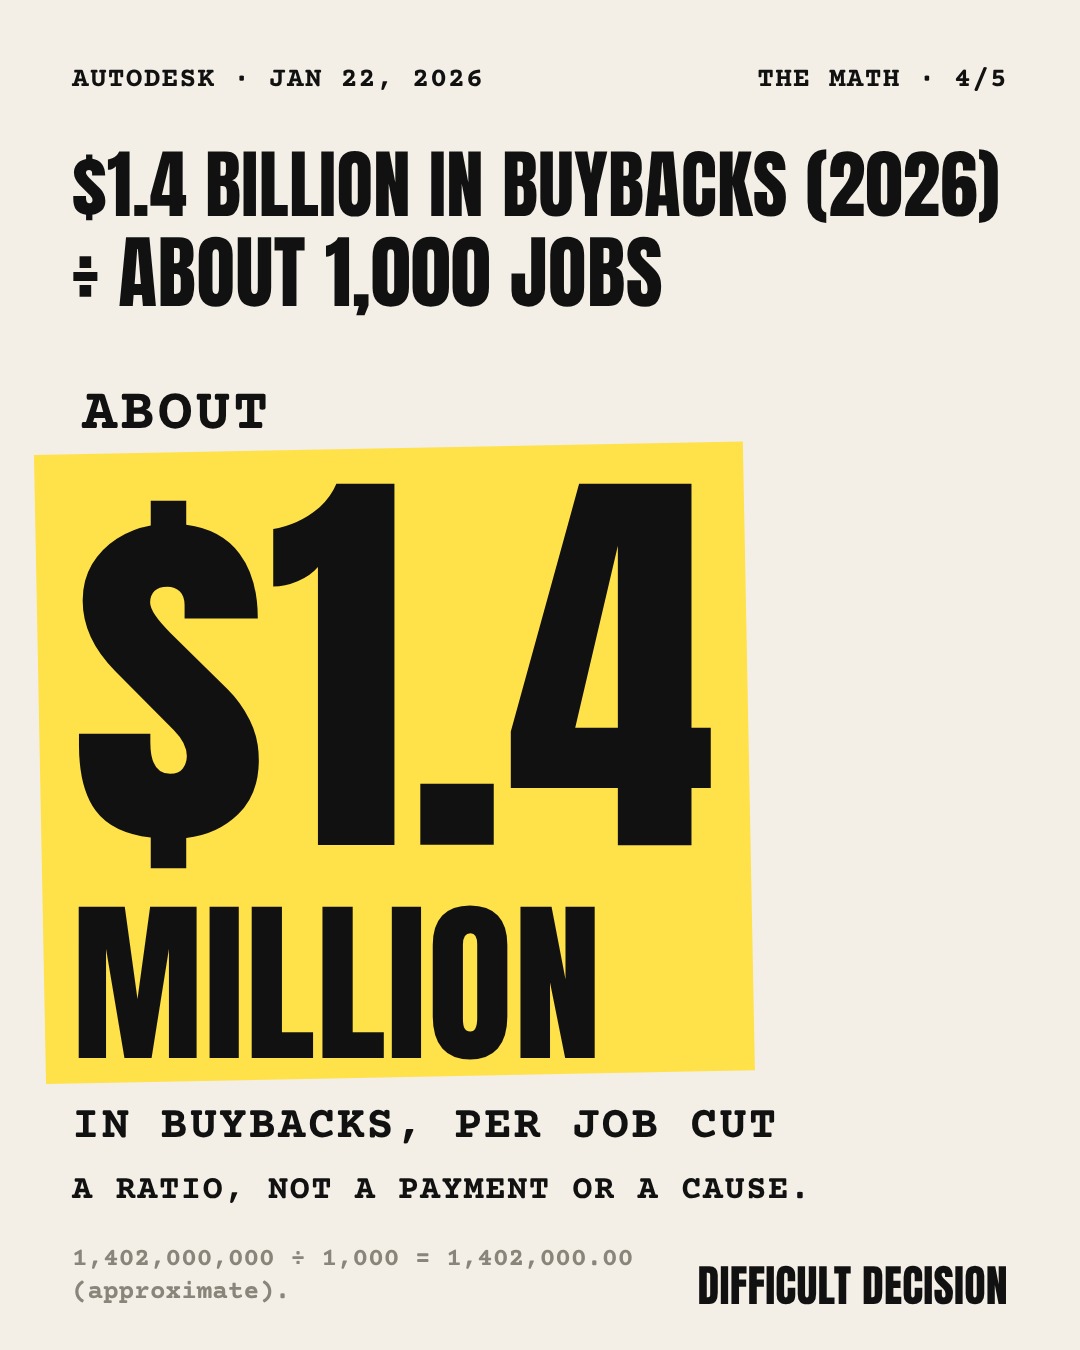 AUTODESK · JAN 22, 2026
THE MATH · 4/5
$1.4 BILLION IN BUYBACKS (2026)
÷ ABOUT 1,000 JOBS
ABOUT
$1.4
MILLION
IN BUYBACKS, PER JOB CUT
A RATIO, NOT A PAYMENT OR A CAUSE.
1,402,000,000 ÷ 1,000 = 1,402,000.00
(approximate).
DIFFICULT DECISION